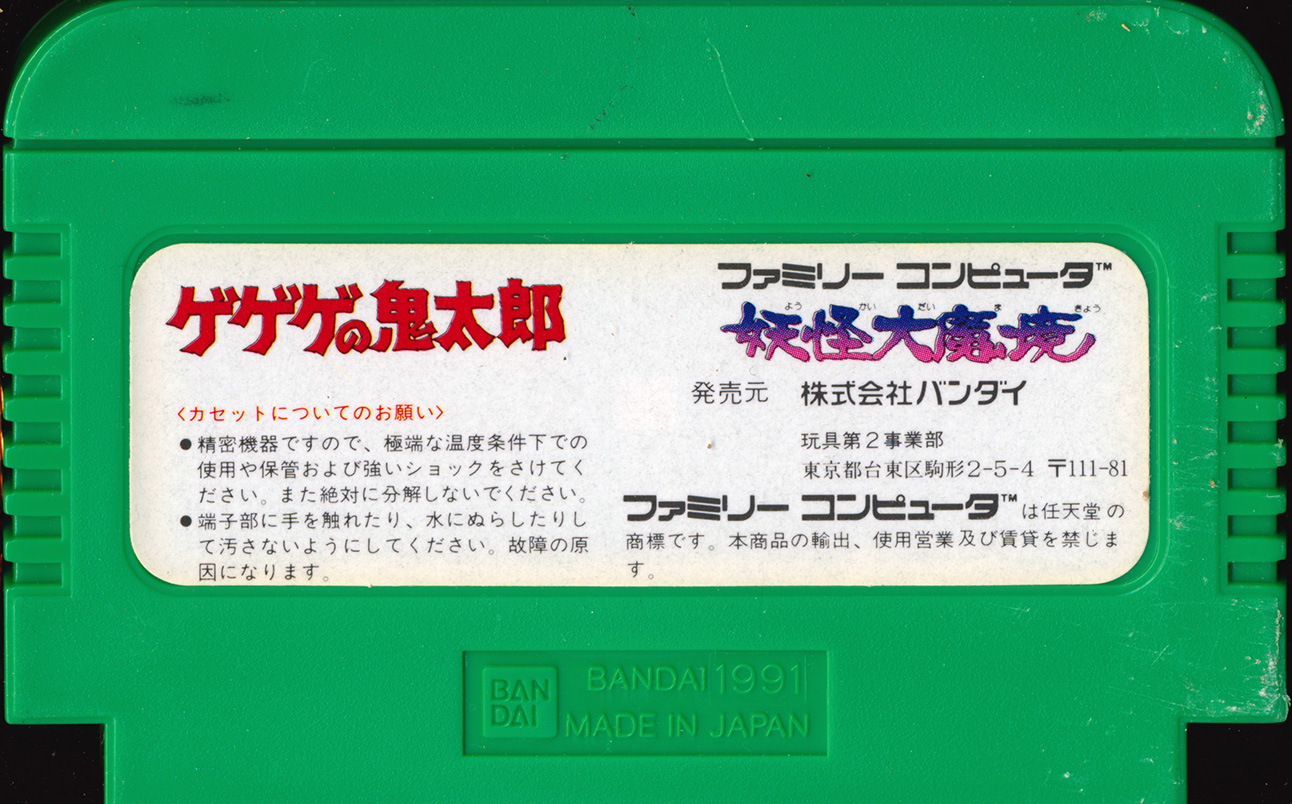 ゲゲゲの鬼太郎
<カセットについてのお願い>
●精密機器ですので、極端な温度条件下での
使用や保管および強いショックをさけてく
ださい。また絶対に分解しないでください。
●端子部に手を触れたり、水にぬらしたりし
て汚さないようにしてください。故障の原
因になります。
ファミリー コンピュータ™
よう かい だい ま きょう
妖怪大魔境
発売元 株式会社バンダイ
玩具第2事業部
東京都台東区駒形2-5-4 〒111-81
ファミリー コンピュータ™は任天堂の
商標です。本商品の輸出、使用営業及び賃貸を禁じま
す。
BAN
DAI
BANDAI 1991
MADE IN JAPAN